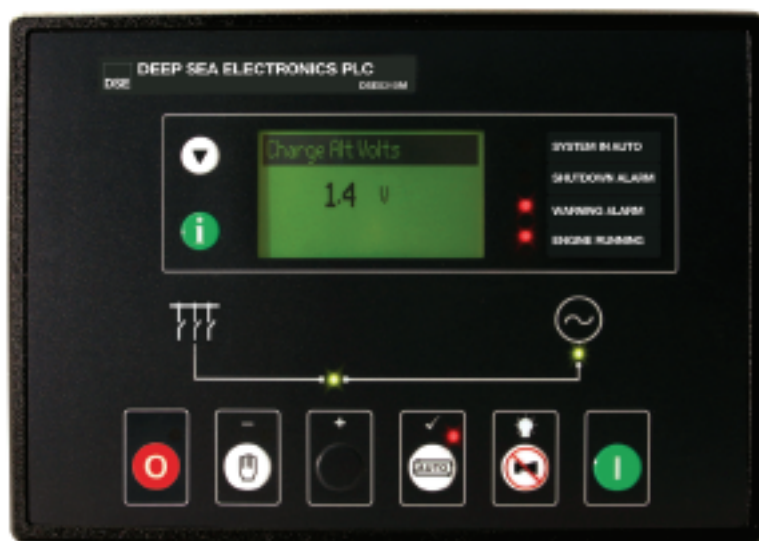 DEEP SEA ELECTRONICS PLC
DSE
Charge Alt Volts
1.4 V
SYSTEM IN AUTO
SHUTDOWN ALARM
WARNING ALARM
ENGINE RUNNING
i
- +
O
AUTO
I